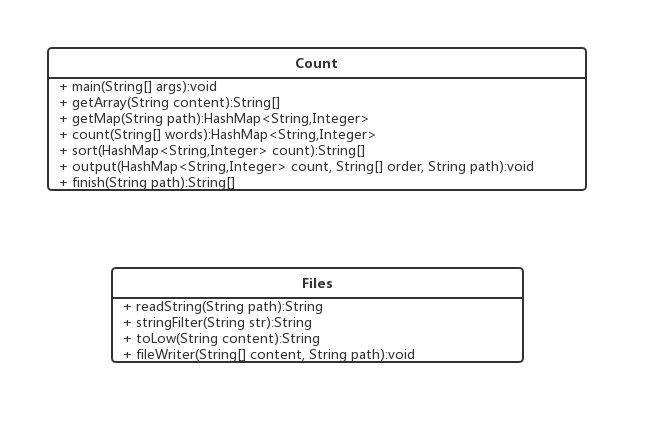 Count
+ main(String[] args):void
+ getArray(String content):String[]
+ getMap(String path):HashMap<String,Integer>
+ count(String[] words):HashMap<String,Integer>
+ sort(HashMap<String,Integer> count):String[]
+ output(HashMap<String,Integer> count, String[] order, String path):void
+ finish(String path):String[]
Files
+ readString(String path):String
+ stringFilter(String str):String
+ toLow(String content):String
+ fileWriter(String[] content, String path):void